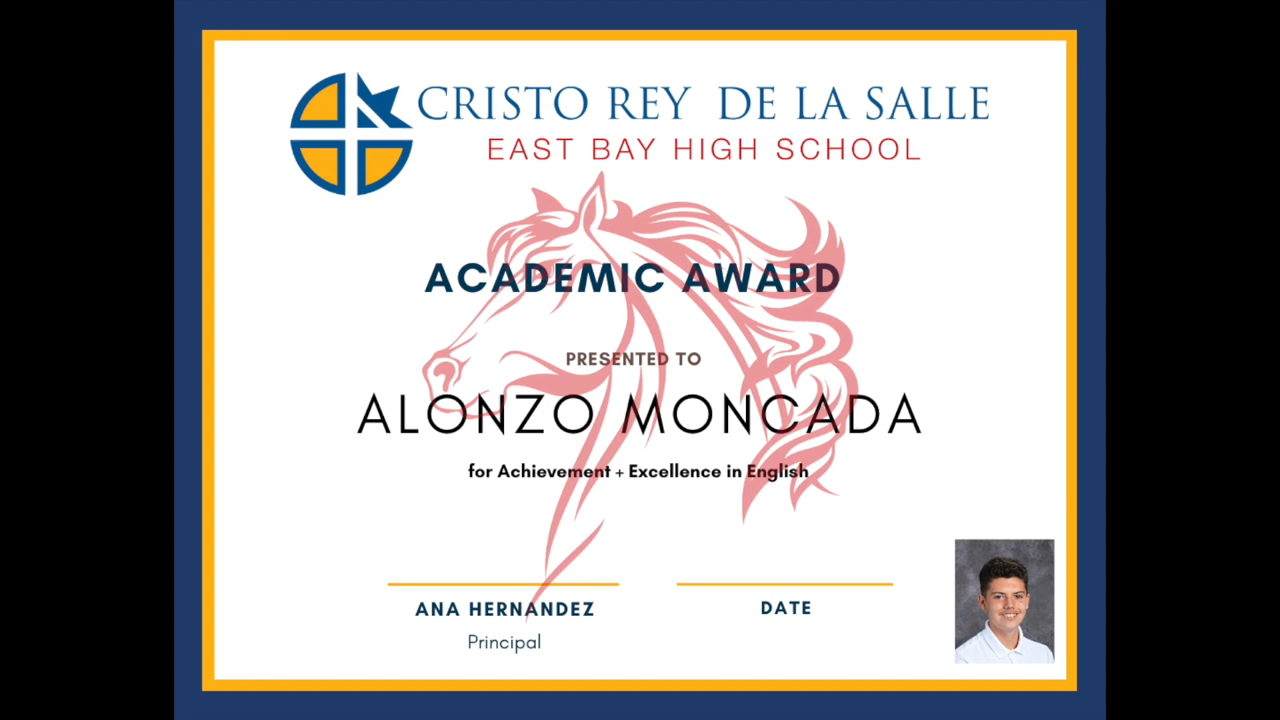 CRISTO REY DE LA SALLE
EAST BAY HIGH SCHOOL
ACADEMIC AWARD
PRESENTED TO
ALONZO MONCADA
for Achievement + Excellence in English
ANA HERNANDEZ
Principal
DATE